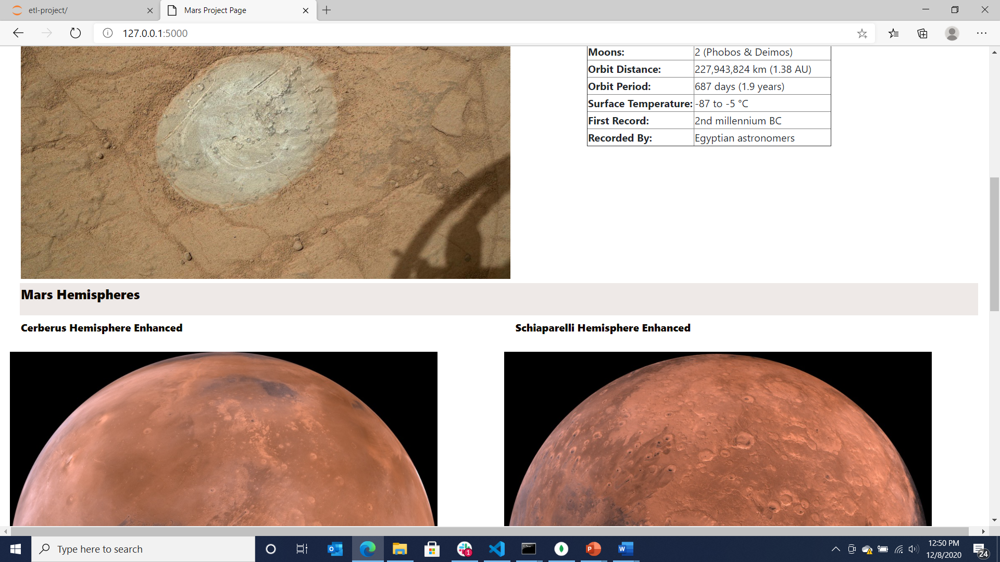 etl-project/
Mars Project Page
127.0.0.1:5000
Moons: 2 (Phobos & Deimos)
Orbit Distance: 227,943,824 km (1.38 AU)
Orbit Period: 687 days (1.9 years)
Surface Temperature: -87 to -5 °C
First Record: 2nd millennium BC
Recorded By: Egyptian astronomers
Mars Hemispheres
Cerberus Hemisphere Enhanced
Schiaparelli Hemisphere Enhanced
Type here to search
O
1
P
W
12:50 PM
12/8/2020
24